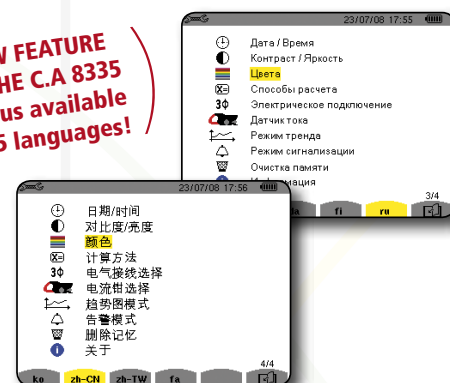 FEATURE
HE C.A 8335
us available
languages!
23/07/08 17:55
Дата / Время
Контраст / Яркость
Цвета
X= Способы расчета
3Φ Электрическое подключение
Датчик тока
Режим тренда
Режим сигнализации
Очистка памяти
3/4
fi ru
23/07/08 17:56
日期/时间
对比度/亮度
颜色
X= 计算方法
3Φ 电气接线选择
电流钳选择
趋势图模式
告警模式
删除记忆
i 关于
4/4
ko zh-CN zh-TW fa